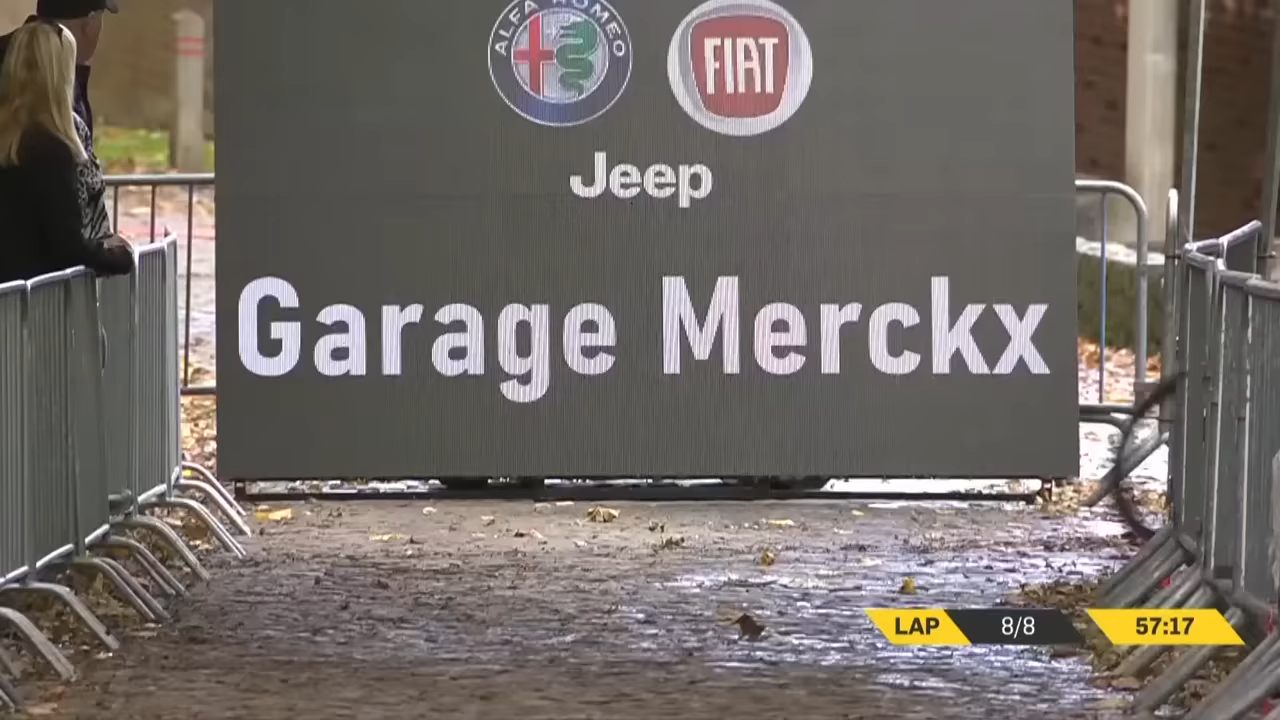 ALFA ROMEO
FIAT
Jeep
Garage Merckx
LAP 8/8 57:17